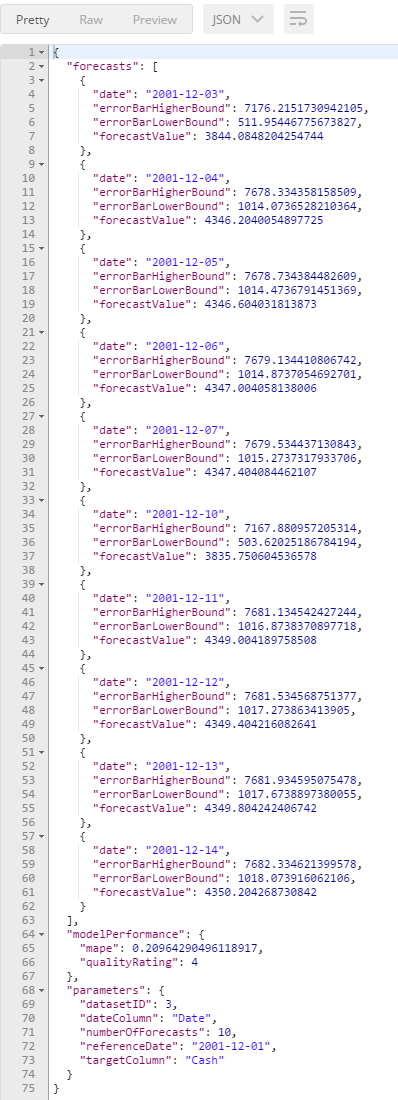 Pretty Raw Preview JSON
1 {
2 "forecasts": [
3 {
4 "date": "2001-12-03",
5 "errorBarHigherBound": 7176.2151730942105,
6 "errorBarLowerBound": 511.95446775673827,
7 "forecastValue": 3844.0848204254744
8 },
9 {
10 "date": "2001-12-04",
11 "errorBarHigherBound": 7678.334358158509,
12 "errorBarLowerBound": 1014.0736528210364,
13 "forecastValue": 4346.2040054897725
14 },
15 {
16 "date": "2001-12-05",
17 "errorBarHigherBound": 7678.734384482609,
18 "errorBarLowerBound": 1014.4736791451369,
19 "forecastValue": 4346.604031813873
20 },
21 {
22 "date": "2001-12-06",
23 "errorBarHigherBound": 7679.134410806742,
24 "errorBarLowerBound": 1014.8737054692701,
25 "forecastValue": 4347.004058138006
26 },
27 {
28 "date": "2001-12-07",
29 "errorBarHigherBound": 7679.534437130843,
30 "errorBarLowerBound": 1015.2737317933706,
31 "forecastValue": 4347.404084462107
32 },
33 {
34 "date": "2001-12-10",
35 "errorBarHigherBound": 7167.880957205314,
36 "errorBarLowerBound": 503.62025186784194,
37 "forecastValue": 3835.750604536578
38 },
39 {
40 "date": "2001-12-11",
41 "errorBarHigherBound": 7681.134542427244,
42 "errorBarLowerBound": 1016.8738370897718,
43 "forecastValue": 4349.004189758508
44 },
45 {
46 "date": "2001-12-12",
47 "errorBarHigherBound": 7681.534568751377,
48 "errorBarLowerBound": 1017.273863413905,
49 "forecastValue": 4349.404216082641
50 },
51 {
52 "date": "2001-12-13",
53 "errorBarHigherBound": 7681.934595075478,
54 "errorBarLowerBound": 1017.6738897380055,
55 "forecastValue": 4349.804242406742
56 },
57 {
58 "date": "2001-12-14",
59 "errorBarHigherBound": 7682.334621399578,
60 "errorBarLowerBound": 1018.073916062106,
61 "forecastValue": 4350.204268730842
62 }
63 ],
64 "modelPerformance": {
65 "mape": 0.20964290496118917,
66 "qualityRating": 4
67 },
68 "parameters": {
69 "datasetID": 3,
70 "dateColumn": "Date",
71 "numberOfForecasts": 10,
72 "referenceDate": "2001-12-01",
73 "targetColumn": "Cash"
74 }
75 }